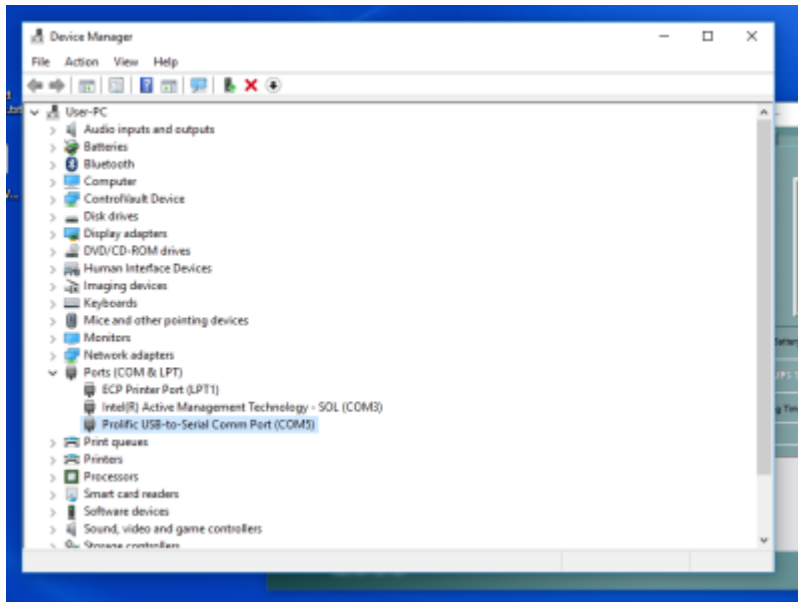 Device Manager
File Action View Help
User-PC
Audio inputs and outputs
Batteries
Bluetooth
Computer
ControlVault Device
Disk drives
Display adapters
DVD/CD-ROM drives
Human Interface Devices
Imaging devices
Keyboards
Mice and other pointing devices
Monitors
Network adapters
Ports (COM & LPT)
ECP Printer Port (LPT1)
Intel(R) Active Management Technology - SOL (COM3)
Prolific USB-to-Serial Comm Port (COM5)
Print queues
Printers
Processors
Smart card readers
Software devices
Sound, video and game controllers
Storage controllers